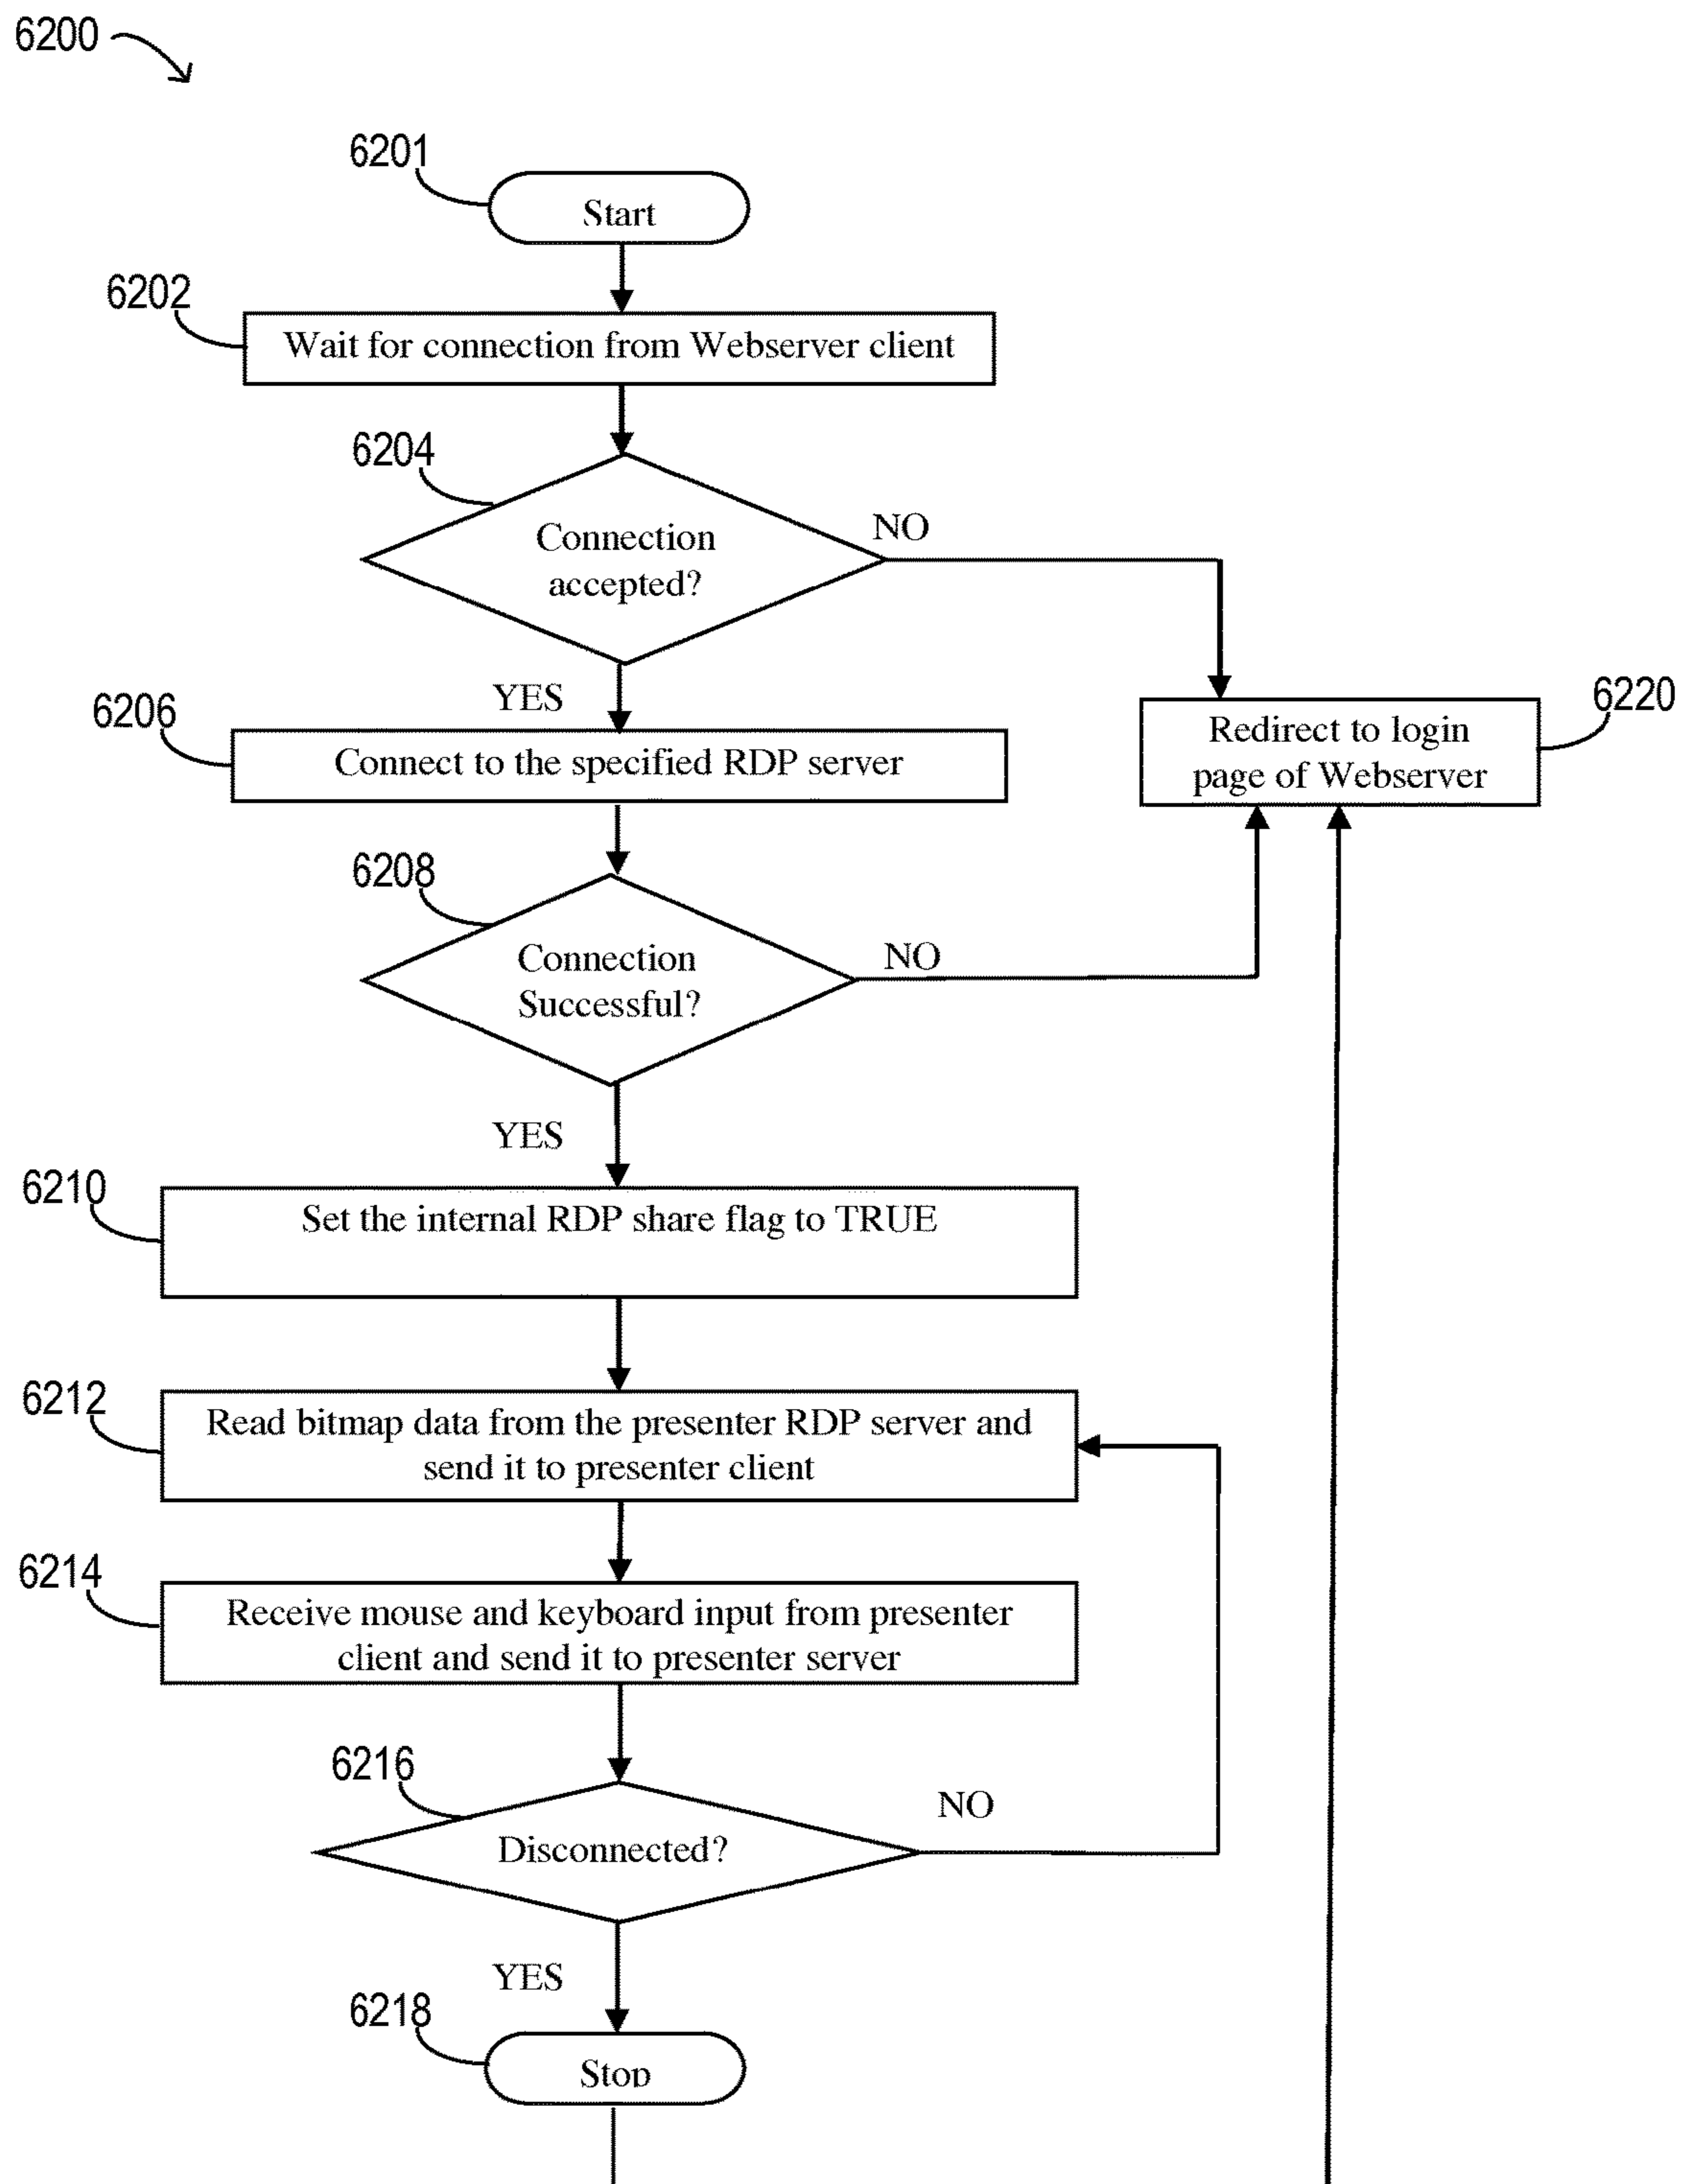 6200
6201
Start
6202
Wait for connection from Webserver client
6204
Connection
accepted?
NO
YES
6206
Connect to the specified RDP server
6220
Redirect to login
page of Webserver
6208
Connection
Successful?
NO
YES
6210
Set the internal RDP share flag to TRUE
6212
Read bitmap data from the presenter RDP server and
send it to presenter client
6214
Receive mouse and keyboard input from presenter
client and send it to presenter server
6216
Disconnected?
NO
YES
6218
Stop